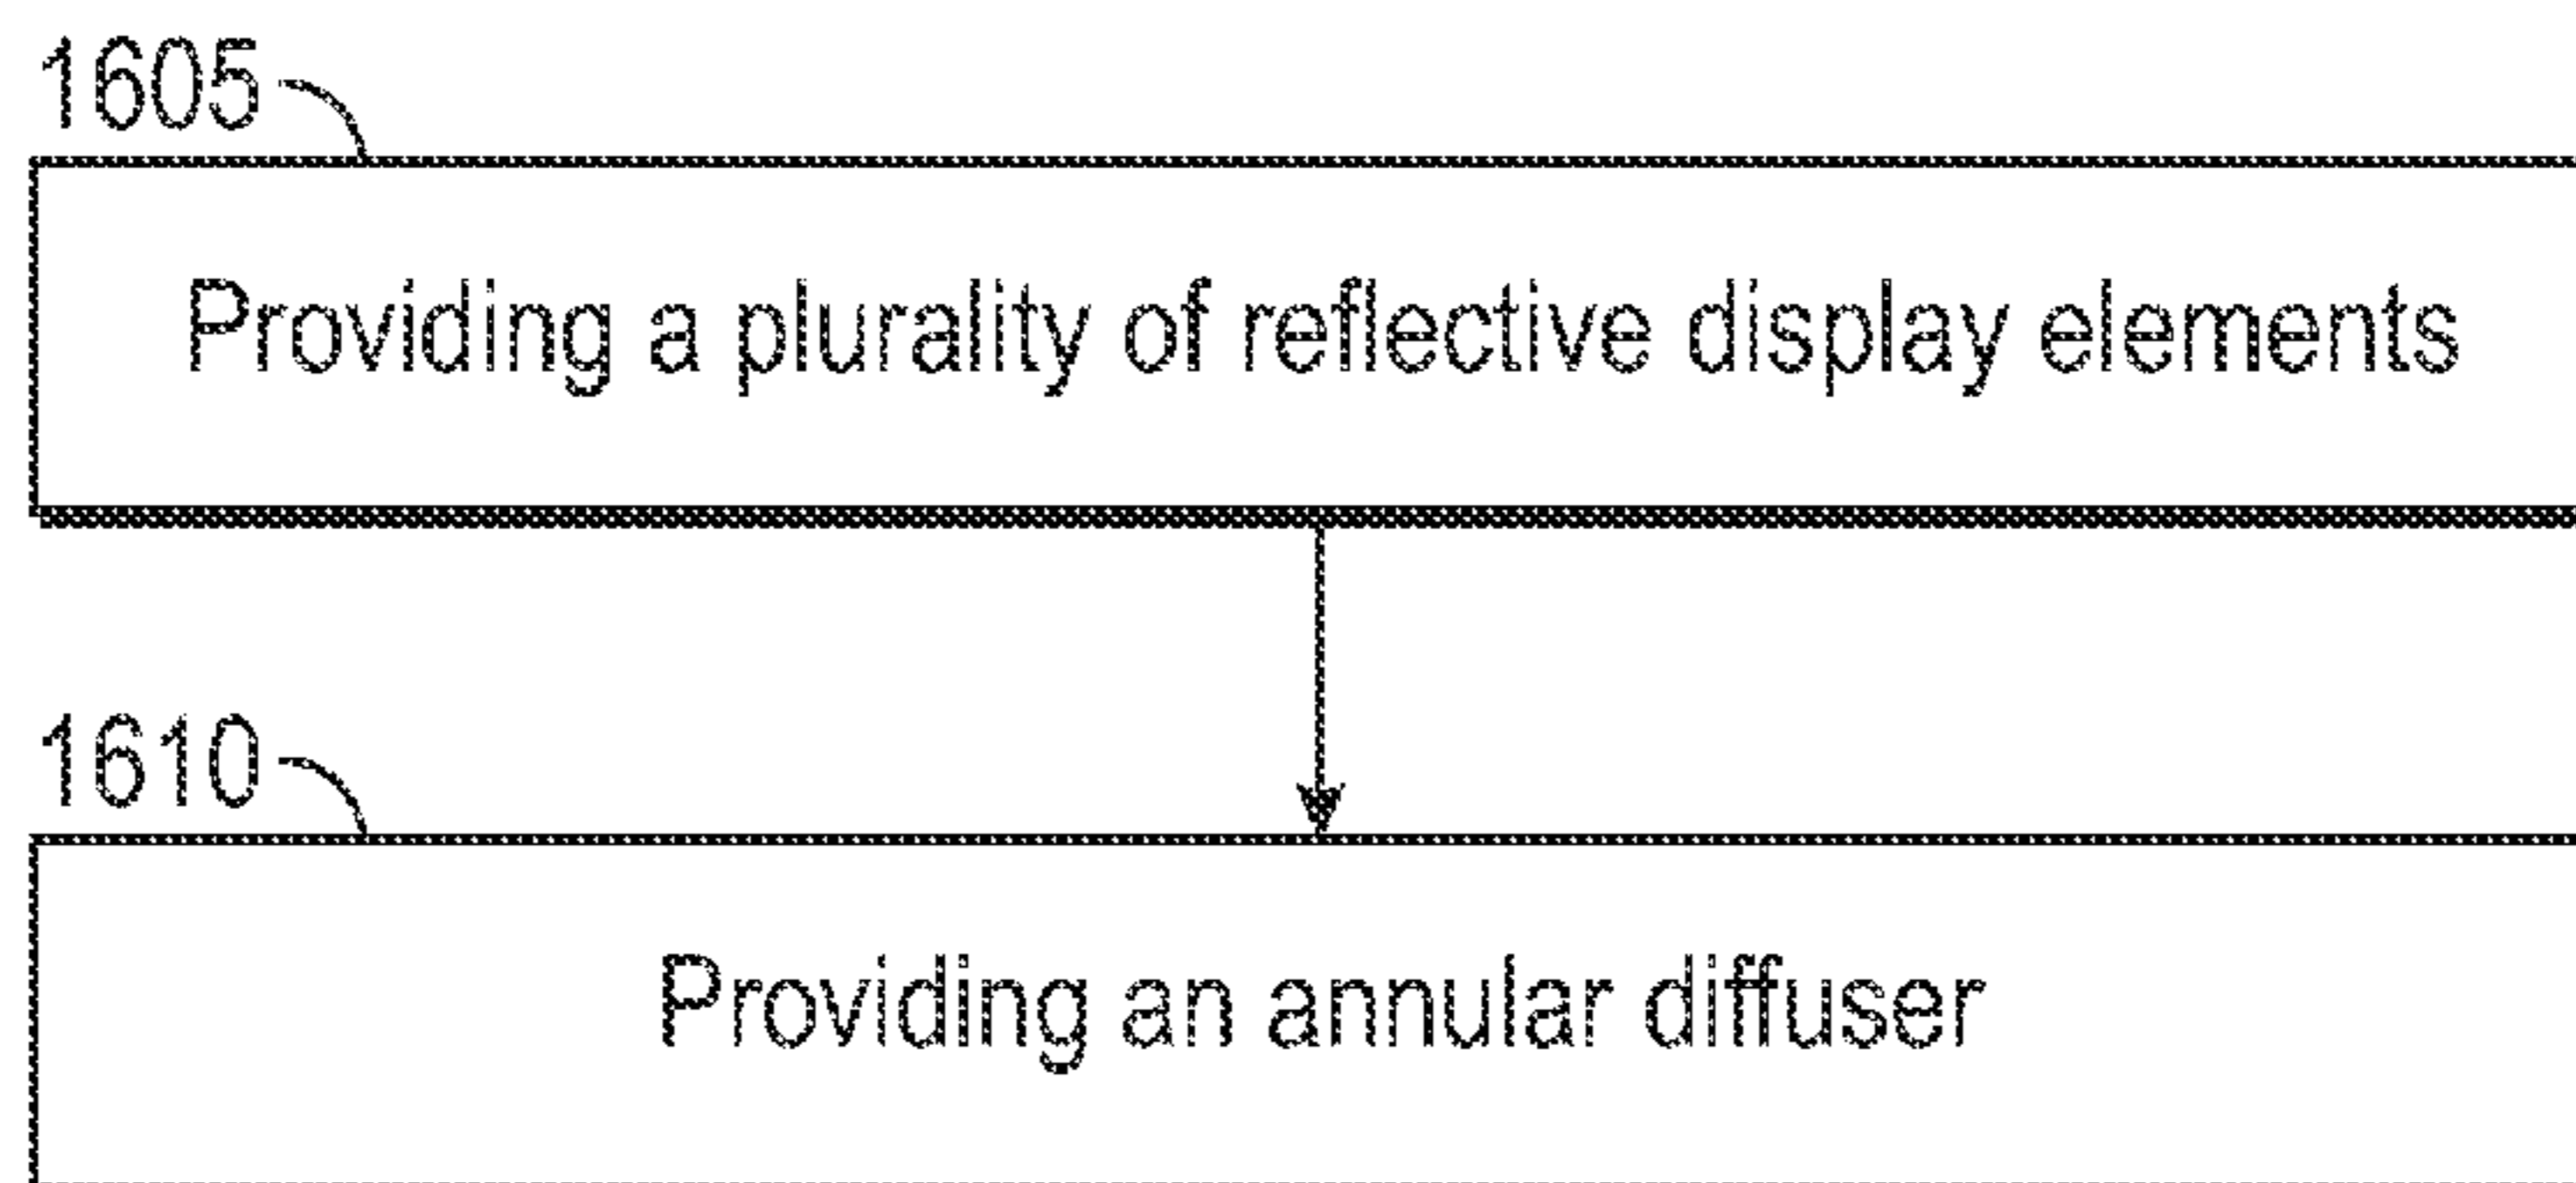 1605
Providing a plurality of reflective display elements
1610
Providing an annular diffuser